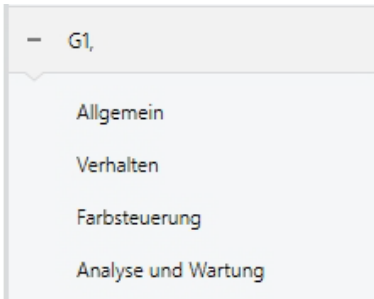 G1,
Allgemein
Verhalten
Farbsteuerung
Analyse und Wartung